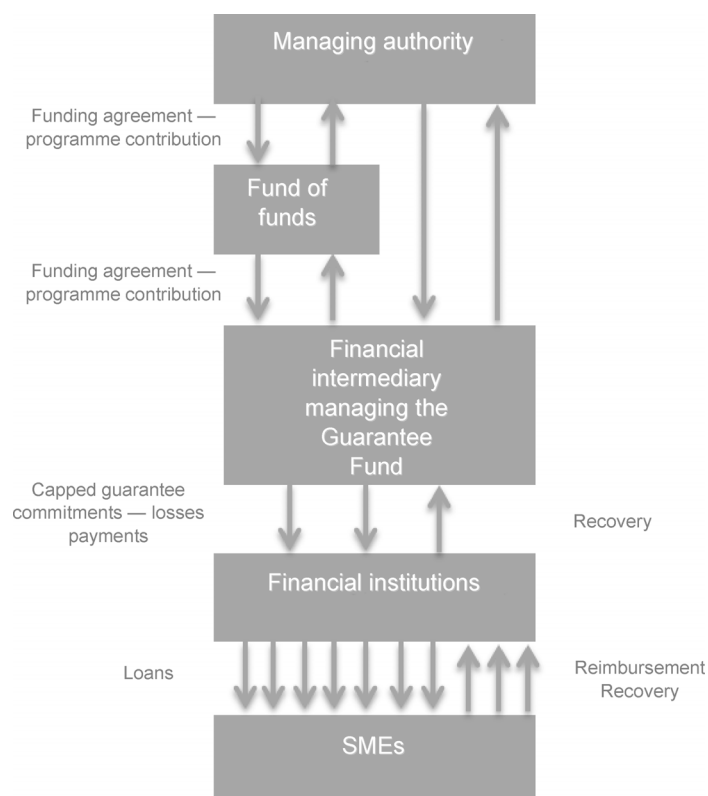 Managing authority
Funding agreement —
programme contribution
Fund of
funds
Funding agreement —
programme contribution
Financial
intermediary
managing the
Guarantee
Fund
Capped guarantee
commitments — losses
payments
Recovery
Financial institutions
Loans
Reimbursement
Recovery
SMEs